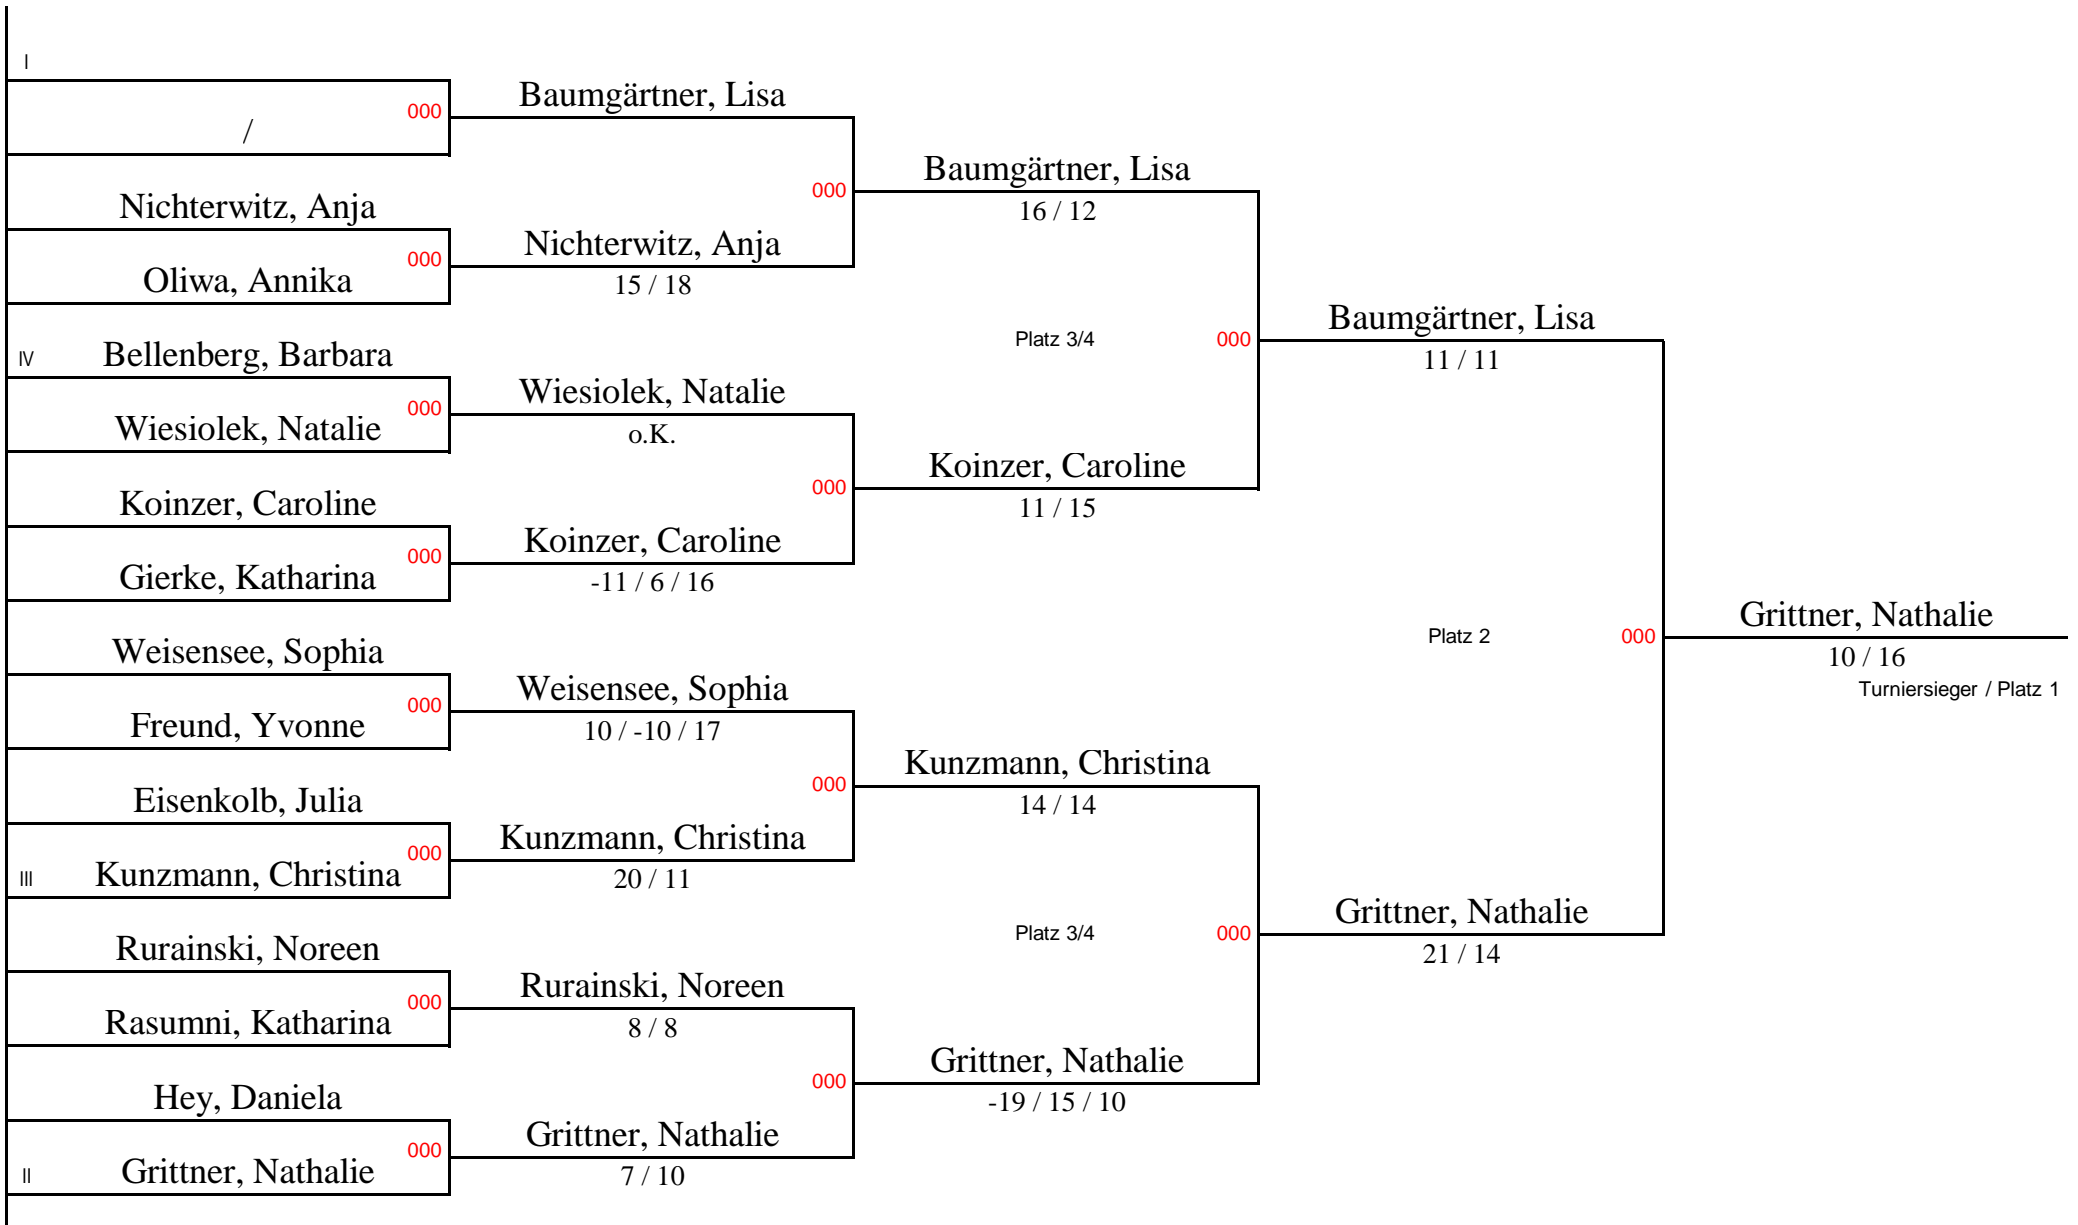 I
/
000
Baumgärtner, Lisa
Nichterwitz, Anja
Oliwa, Annika
000
Nichterwitz, Anja
15 / 18
000
Baumgärtner, Lisa
16 / 12
IV Bellenberg, Barbara
Wiesiolek, Natalie
000
Wiesiolek, Natalie
o.K.
Koinzer, Caroline
Gierke, Katharina
000
Koinzer, Caroline
-11 / 6 / 16
000
Koinzer, Caroline
11 / 15
Platz 3/4
000
Baumgärtner, Lisa
11 / 11
Weisensee, Sophia
Freund, Yvonne
000
Weisensee, Sophia
10 / -10 / 17
Eisenkolb, Julia
III Kunzmann, Christina
000
Kunzmann, Christina
20 / 11
000
Kunzmann, Christina
14 / 14
Rurainski, Noreen
Rasumni, Katharina
000
Rurainski, Noreen
8 / 8
Hey, Daniela
II Grittner, Nathalie
000
Grittner, Nathalie
7 / 10
000
Grittner, Nathalie
-19 / 15 / 10
Platz 3/4
000
Grittner, Nathalie
21 / 14
Platz 2
000
Grittner, Nathalie
10 / 16
Turniersieger / Platz 1